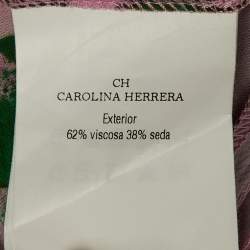 CH
CAROLINA HERRERA
Exterior
62% viscosa 38% seda